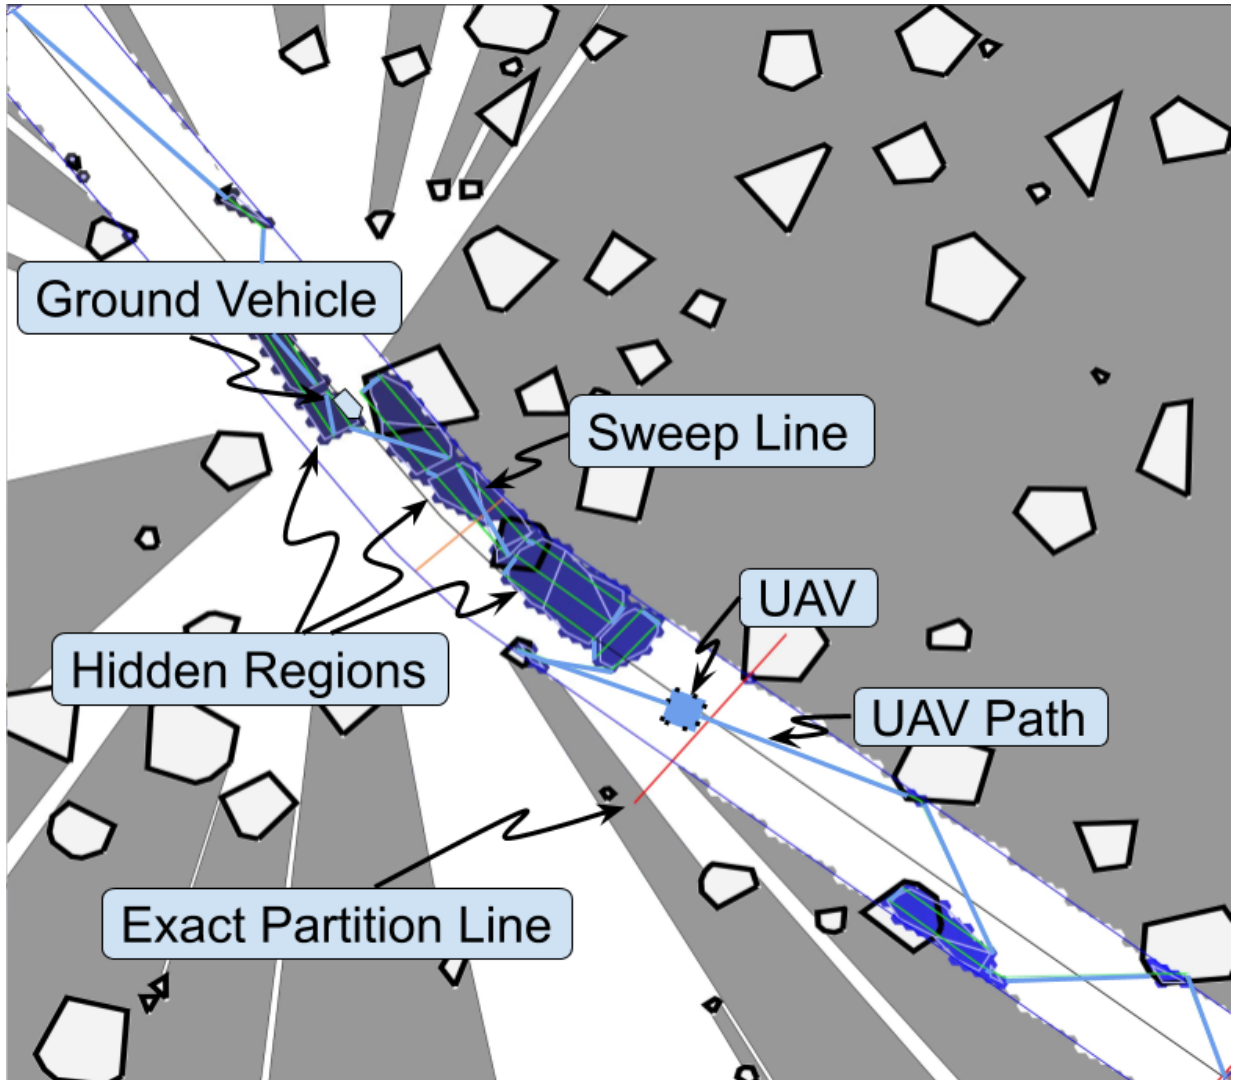 Ground Vehicle
Sweep Line
UAV
Hidden Regions
UAV Path
Exact Partition Line